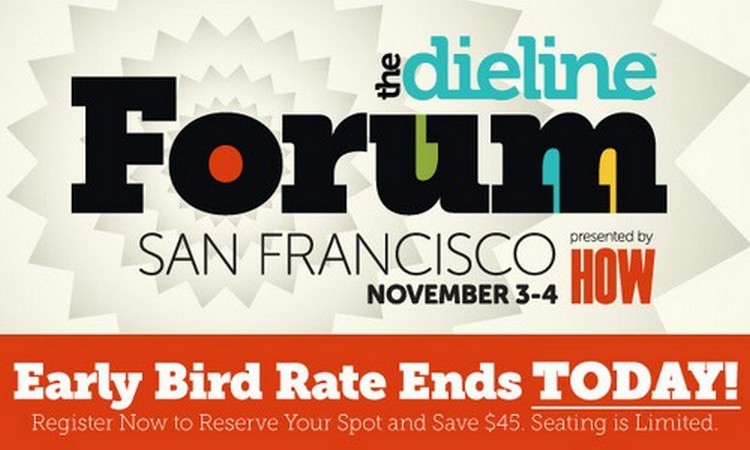 the dieline™
Forum
SAN FRANCISCO
presented by
HOW
NOVEMBER 3-4
Early Bird Rate Ends TODAY!
Register Now to Reserve Your Spot and Save $45. Seating is Limited.